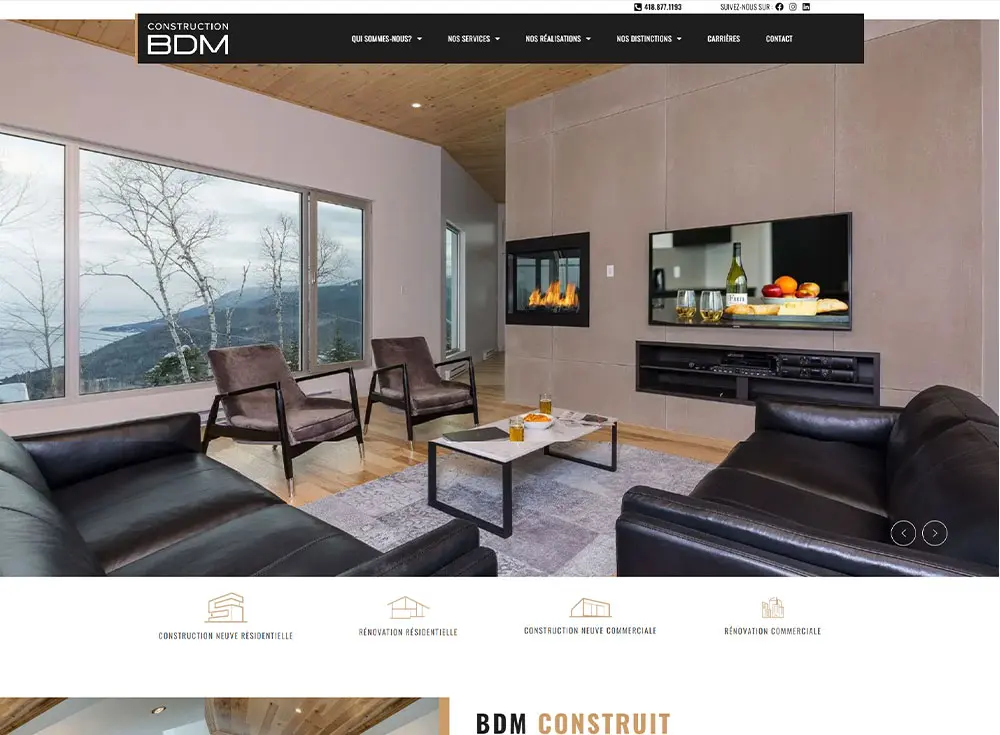 418.877.1193
SUIVEZ-NOUS SUR :
CONSTRUCTION
BDM
QUI SOMMES-NOUS?
NOS SERVICES
NOS RÉALISATIONS
NOS DISTINCTIONS
CARRIÈRES
CONTACT
CONSTRUCTION NEUVE RÉSIDENTIELLE
RÉNOVATION RÉSIDENTIELLE
CONSTRUCTION NEUVE COMMERCIALE
RÉNOVATION COMMERCIALE
BDM CONSTRUIT